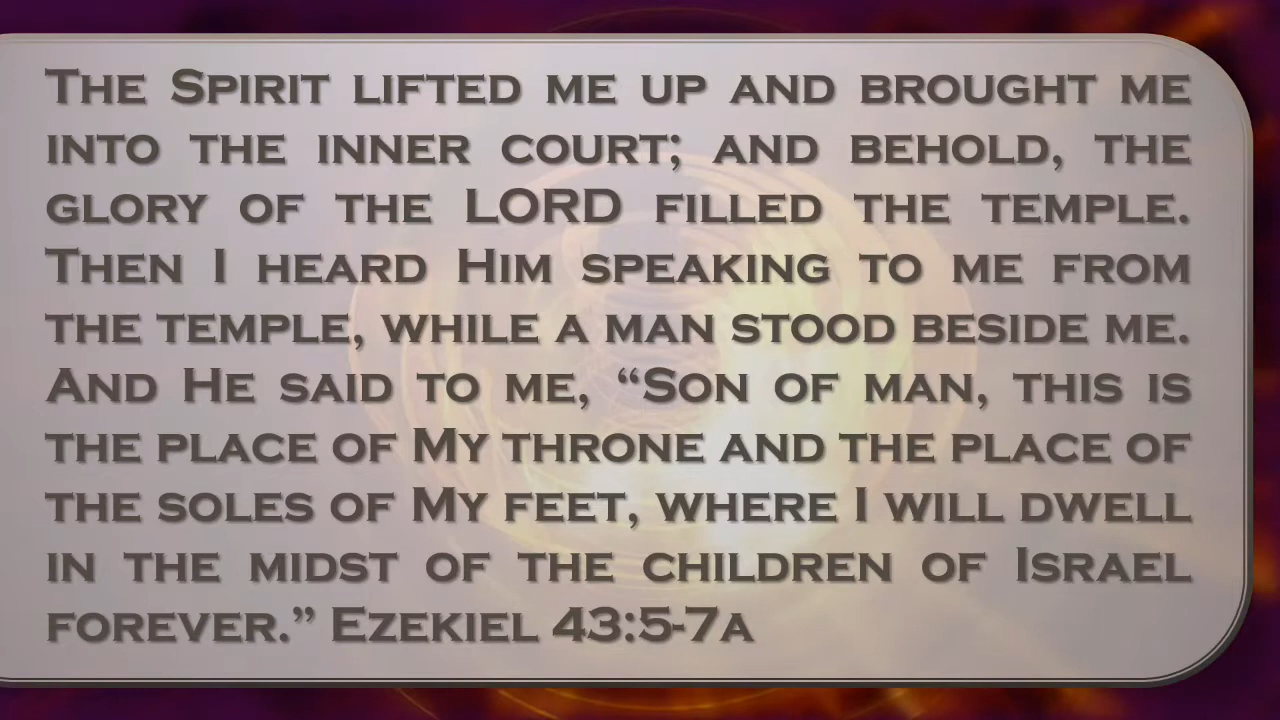 The Spirit lifted me up and brought me
into the inner court; and behold, the
glory of the LORD filled the temple.
Then I heard Him speaking to me from
the temple, while a man stood beside me.
And He said to me, “Son of man, this is
the place of My throne and the place of
the soles of My feet, where I will dwell
in the midst of the children of Israel
forever.” Ezekiel 43:5-7a